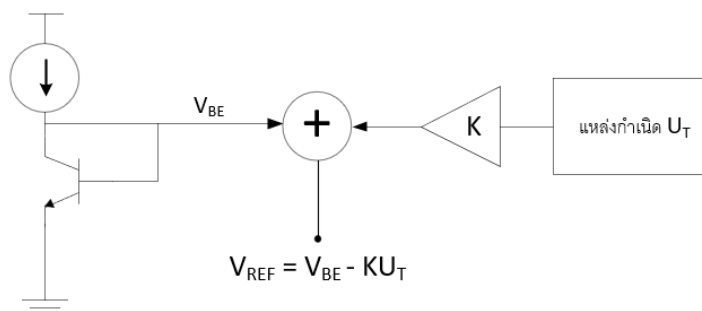 V_BE
+
K
แหล่งกำเนิด U_T
V_REF = V_BE - KU_T